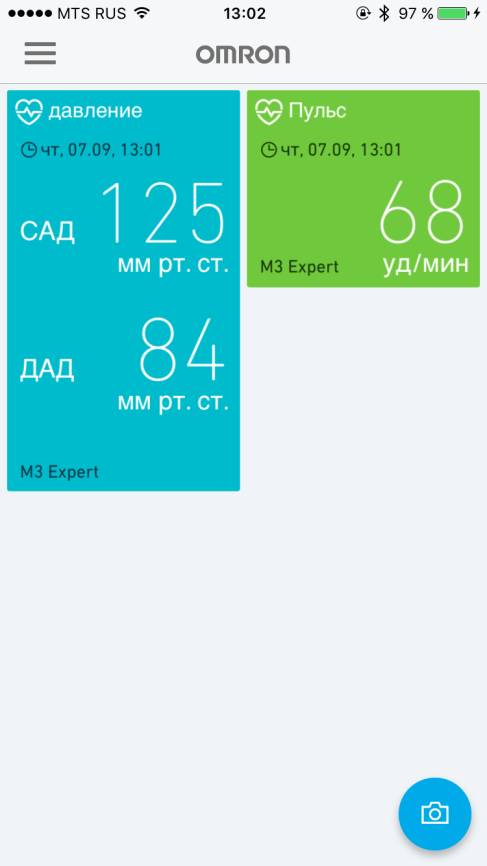 MTS RUS 13:02 97 %
OMRON
давление
чт, 07.09, 13:01
САД 125
мм рт. ст.
ДАД 84
мм рт. ст.
M3 Expert
Пульс
чт, 07.09, 13:01
68
M3 Expert уд/мин